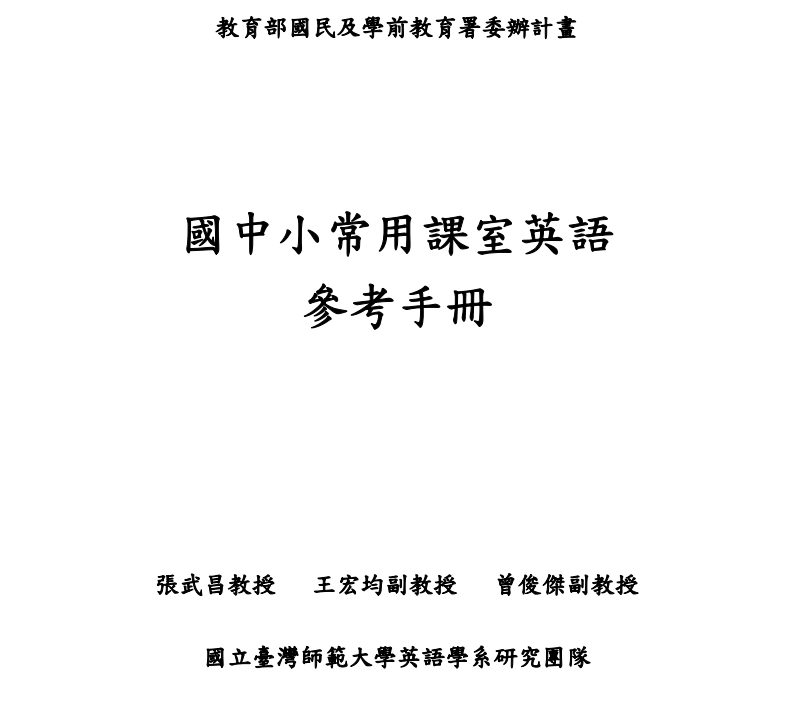 教育部國民及學前教育署委辦計畫
國中小常用課室英語
參考手冊
張武昌教授 王宏均副教授 曾俊傑副教授
國立臺灣師範大學英語學系研究團隊